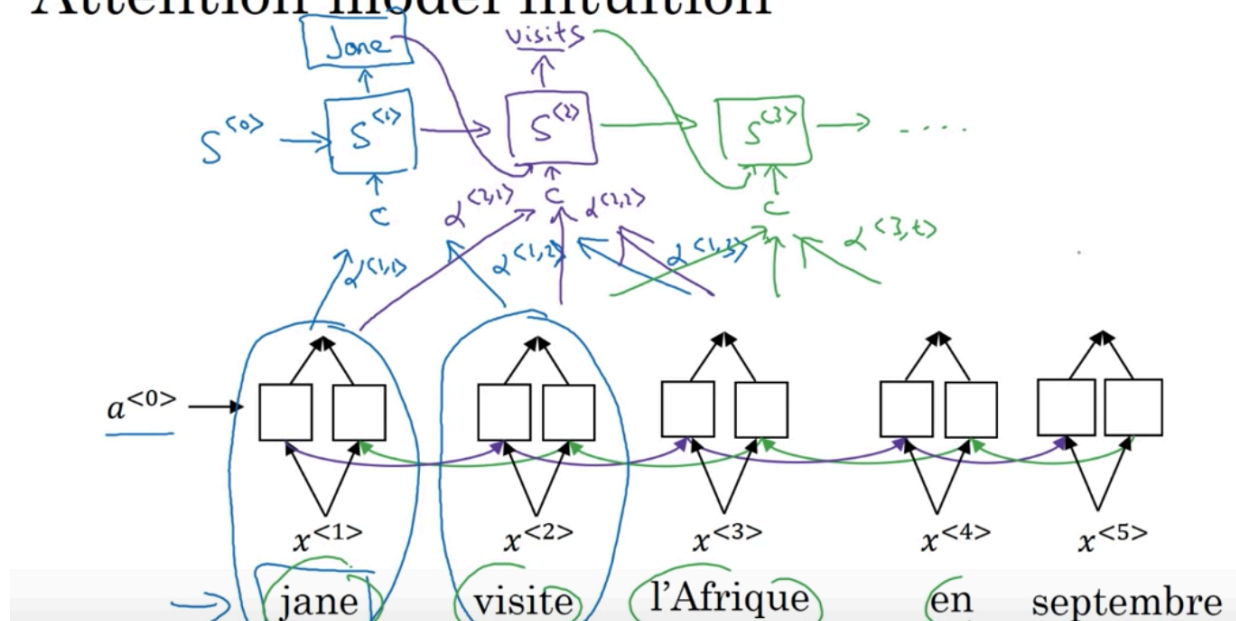 Attention model intuition
Jane visits
S<0> S<1> S<2> S<3> ....
C C C
α<1,1> α<2,1> α<1,2> α<2,2> α<1,3> α<3,t>
a<0>
x<1> x<2> x<3> x<4> x<5>
jane visite l'Afrique en septembre